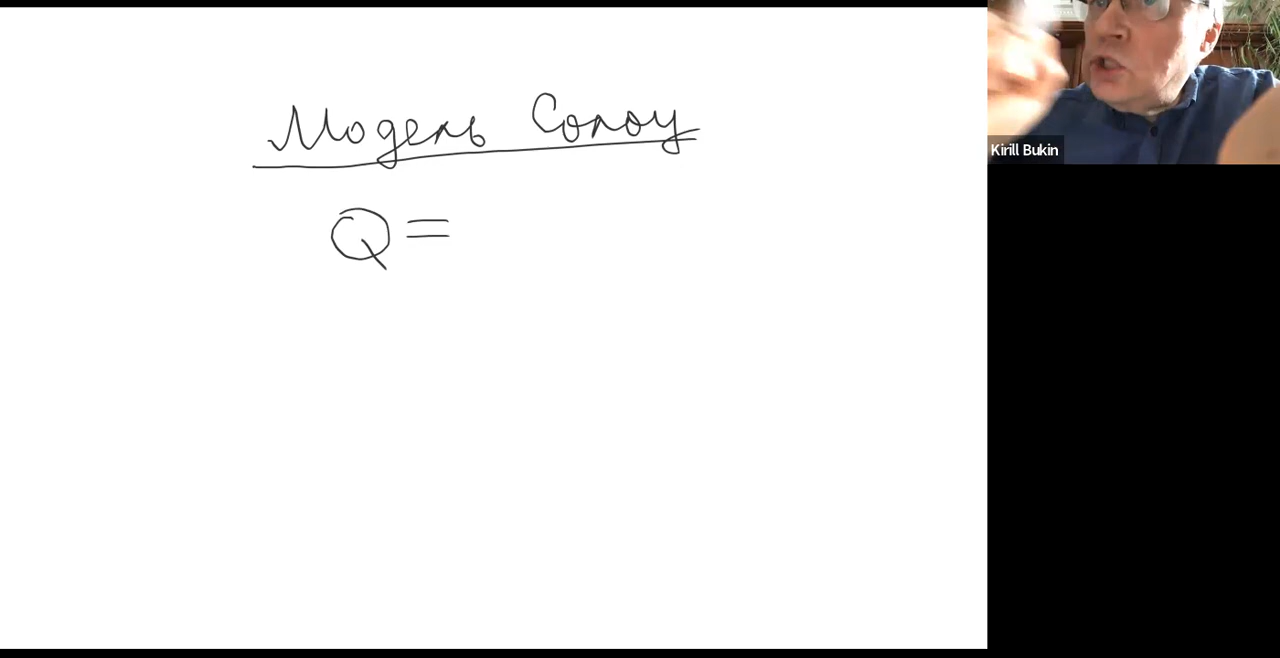 Модель Солоу
Q =
Kirill Bukin